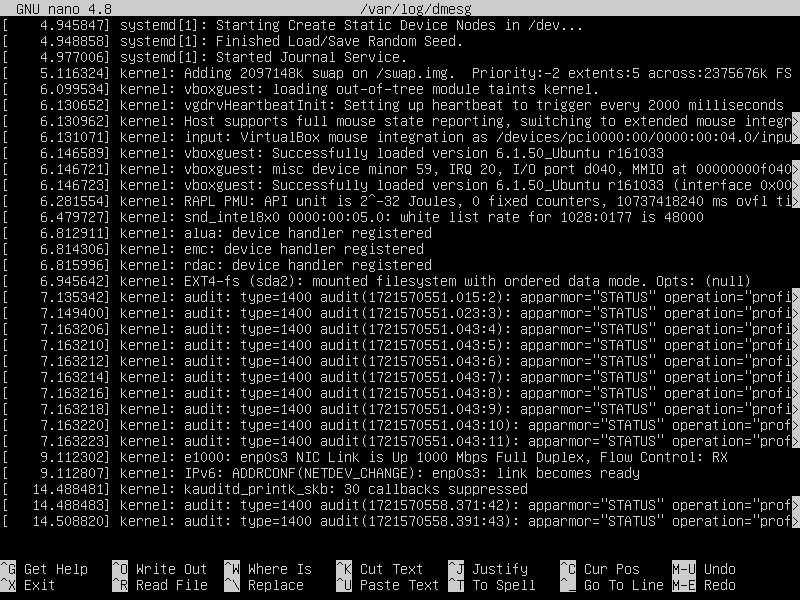 GNU nano 4.8 /var/log/dmesg
[    4.945847] systemd[1]: Starting Create Static Device Nodes in /dev...
[    4.948858] systemd[1]: Finished Load/Save Random Seed.
[    4.977006] systemd[1]: Started Journal Service.
[    5.116324] kernel: Adding 2097148k swap on /swap.img.  Priority:-2 extents:5 across:2375676k FS
[    6.099534] kernel: vboxguest: loading out-of-tree module taints kernel.
[    6.130652] kernel: vgdrvHeartbeatInit: Setting up heartbeat to trigger every 2000 milliseconds
[    6.130962] kernel: Host supports full mouse state reporting, switching to extended mouse integr>
[    6.131071] kernel: input: VirtualBox mouse integration as /devices/pci0000:00/0000:00:04.0/inpu>
[    6.146589] kernel: vboxguest: Successfully loaded version 6.1.50_Ubuntu r161033
[    6.146721] kernel: vboxguest: misc device minor 59, IRQ 20, I/O port d040, MMIO at 00000000f040>
[    6.146723] kernel: vboxguest: Successfully loaded version 6.1.50_Ubuntu r161033 (interface 0x00>
[    6.281554] kernel: RAPL PMU: API unit is 2^-32 Joules, 0 fixed counters, 10737418240 ms ovfl ti>
[    6.479727] kernel: snd_intel8x0 0000:00:05.0: white list rate for 1028:0177 is 48000
[    6.812911] kernel: alua: device handler registered
[    6.814306] kernel: emc: device handler registered
[    6.815996] kernel: rdac: device handler registered
[    6.945642] kernel: EXT4-fs (sda2): mounted filesystem with ordered data mode. Opts: (null)
[    7.135342] kernel: audit: type=1400 audit(1721570551.015:2): apparmor="STATUS" operation="profi>
[    7.149400] kernel: audit: type=1400 audit(1721570551.023:3): apparmor="STATUS" operation="profi>
[    7.163206] kernel: audit: type=1400 audit(1721570551.043:4): apparmor="STATUS" operation="profi>
[    7.163210] kernel: audit: type=1400 audit(1721570551.043:5): apparmor="STATUS" operation="profi>
[    7.163212] kernel: audit: type=1400 audit(1721570551.043:6): apparmor="STATUS" operation="profi>
[    7.163214] kernel: audit: type=1400 audit(1721570551.043:7): apparmor="STATUS" operation="profi>
[    7.163216] kernel: audit: type=1400 audit(1721570551.043:8): apparmor="STATUS" operation="profi>
[    7.163218] kernel: audit: type=1400 audit(1721570551.043:9): apparmor="STATUS" operation="profi>
[    7.163220] kernel: audit: type=1400 audit(1721570551.043:10): apparmor="STATUS" operation="prof>
[    7.163223] kernel: audit: type=1400 audit(1721570551.043:11): apparmor="STATUS" operation="prof>
[    9.112302] kernel: e1000: enp0s3 NIC Link is Up 1000 Mbps Full Duplex, Flow Control: RX
[    9.112807] kernel: IPv6: ADDRCONF(NETDEV_CHANGE): enp0s3: link becomes ready
[   14.488481] kernel: kauditd_printk_skb: 30 callbacks suppressed
[   14.488483] kernel: audit: type=1400 audit(1721570558.371:42): apparmor="STATUS" operation="prof>
[   14.508820] kernel: audit: type=1400 audit(1721570558.391:43): apparmor="STATUS" operation="prof>
^G Get Help ^O Write Out ^W Where Is ^K Cut Text ^J Justify ^C Cur Pos M-U Undo
^X Exit ^R Read File ^\ Replace ^U Paste Text ^T To Spell ^_ Go To Line M-E Redo